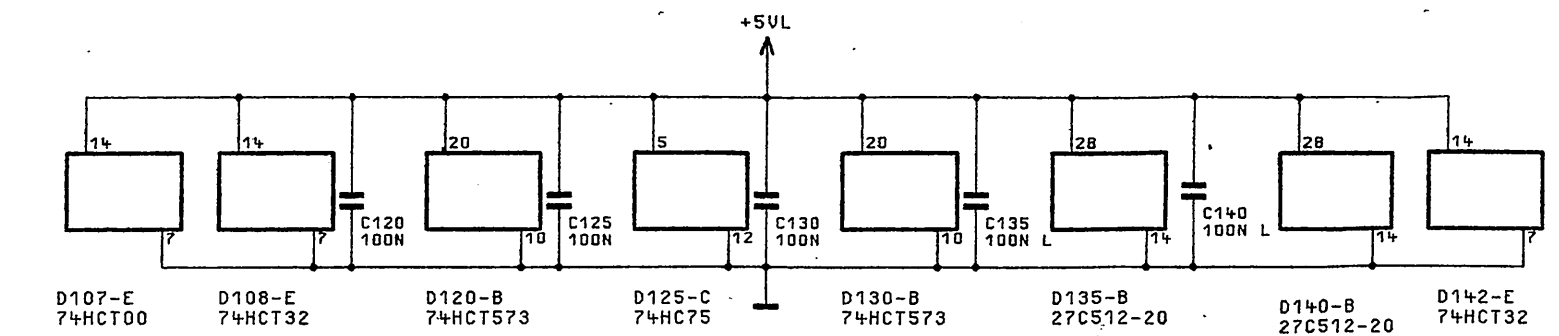 +5VL
14
14
20
5
20
28
28
14
C120
100N
C125
100N
C130
100N
C135
100N L
C140
100N L
7
7
10
12
10
14
14
7
D107-E
74HCT00
D108-E
74HCT32
D120-B
74HCT573
D125-C
74HC75
D130-B
74HCT573
D135-B
27C512-20
D140-B
27C512-20
D142-E
74HCT32